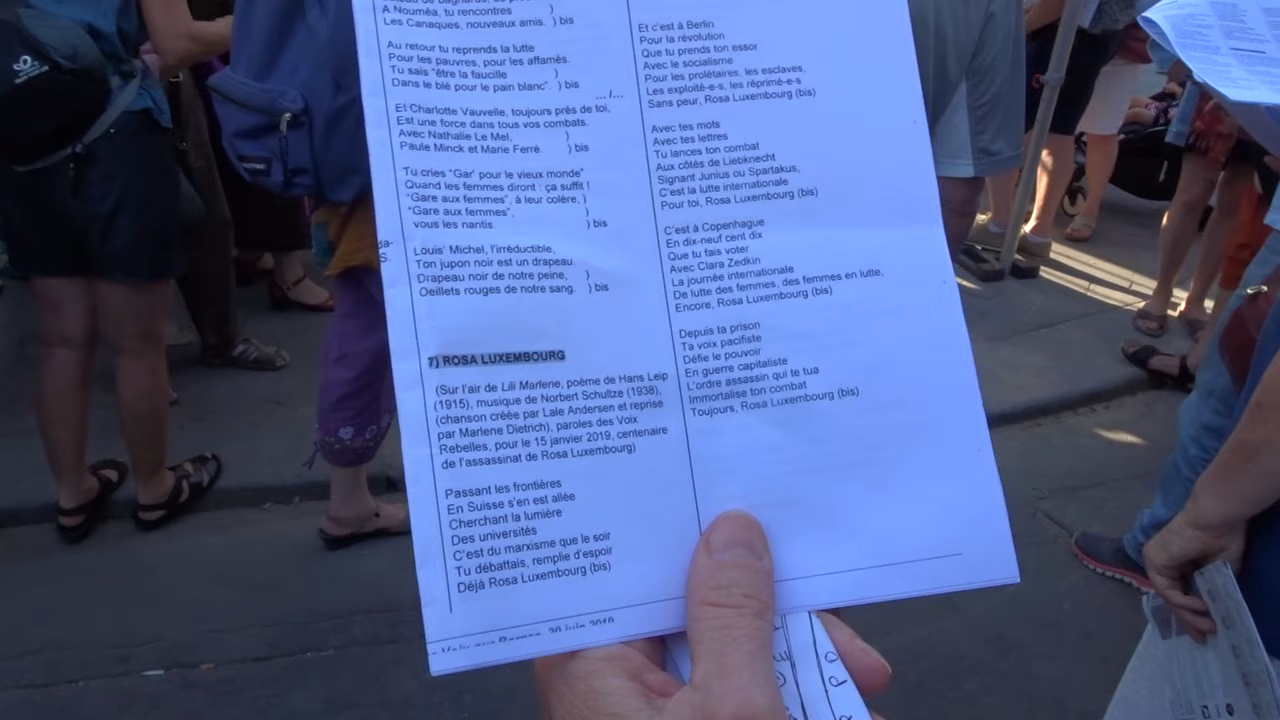 A Nouméa, tu rencontres )
Les Canaques, nouveaux amis. ) bis
Au retour tu reprends la lutte
Pour les pauvres, pour les affamés.
Tu sais "être la faucille )
Dans le blé pour le pain blanc". ) bis
... /...
Et Charlotte Vauvelle, toujours près de toi,
Est une force dans tous vos combats.
Avec Nathalie Le Mel, )
Paule Minck et Marie Ferré. ) bis
Tu cries "Gar' pour le vieux monde"
Quand les femmes diront : ça suffit !
"Gare aux femmes", à leur colère, )
"Gare aux femmes", )
vous les nantis. ) bis
Louis' Michel, l'irréductible,
Ton jupon noir est un drapeau.
Drapeau noir de notre peine, )
Oeillets rouges de notre sang. ) bis
7) ROSA LUXEMBOURG
(Sur l'air de Lili Marlene, poème de Hans Leip
(1915), musique de Norbert Schultze (1938),
(chanson créée par Lale Andersen et reprise
par Marlene Dietrich), paroles des Voix
Rebelles, pour le 15 janvier 2019, centenaire
de l'assassinat de Rosa Luxembourg)
Passant les frontières
En Suisse s'en est allée
Cherchant la lumière
Des universités
C'est du marxisme que le soir
Tu débattais, remplie d'espoir
Déjà Rosa Luxembourg (bis)
Et c'est à Berlin
Pour la révolution
Que tu prends ton essor
Avec le socialisme
Pour les prolétaires, les esclaves,
Les exploité-e-s, les réprimé-e-s
Sans peur, Rosa Luxembourg (bis)
Avec tes mots
Avec tes lettres
Tu lances ton combat
Aux côtés de Liebknecht
Signant Junius ou Spartakus,
C'est la lutte internationale
Pour toi, Rosa Luxembourg (bis)
C'est à Copenhague
En dix-neuf cent dix
Que tu fais voter
Avec Clara Zedkin
La journée internationale
De lutte des femmes, des femmes en lutte,
Encore, Rosa Luxembourg (bis)
Depuis ta prison
Ta voix pacifiste
Défie le pouvoir
En guerre capitaliste
L'ordre assassin qui te tua
Immortalise ton combat
Toujours, Rosa Luxembourg (bis)
da-
s.
30 juin 2019